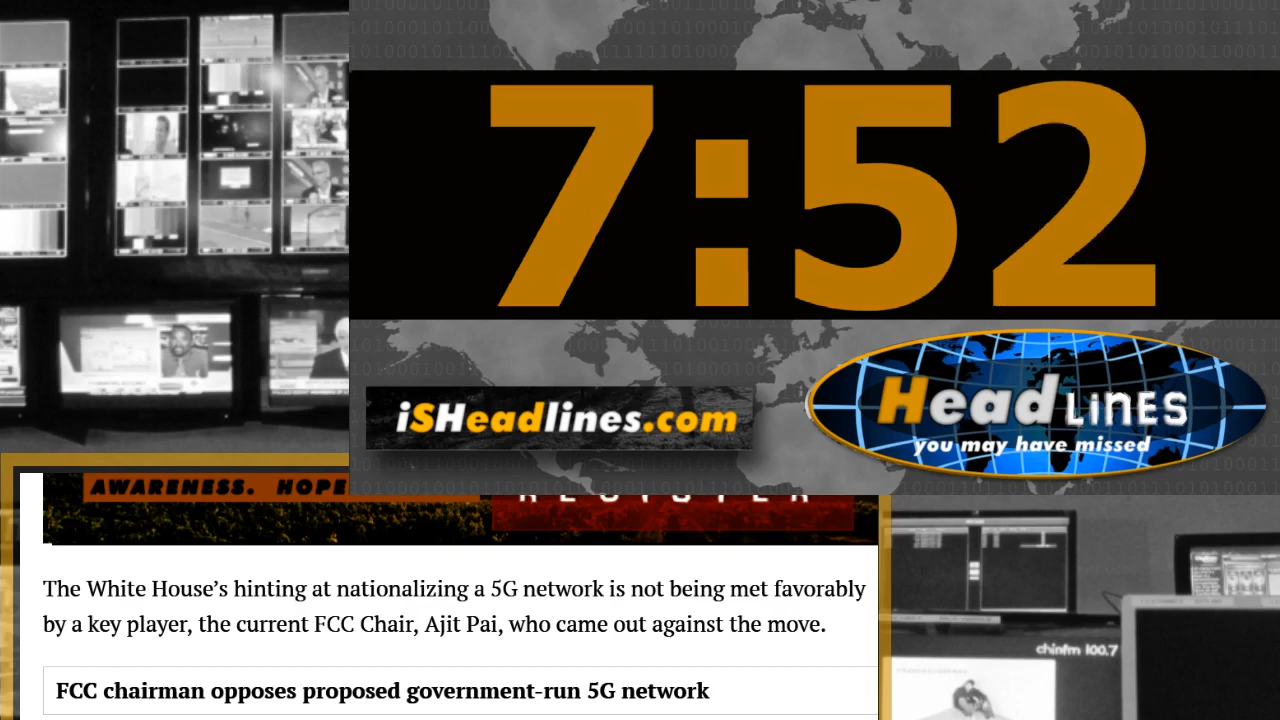 7:52
iSHeadlines.com
HeadLINES
you may have missed
AWARENESS. HOPE
The White House's hinting at nationalizing a 5G network is not being met favorably
by a key player, the current FCC Chair, Ajit Pai, who came out against the move.
chinfm 100.7
FCC chairman opposes proposed government-run 5G network